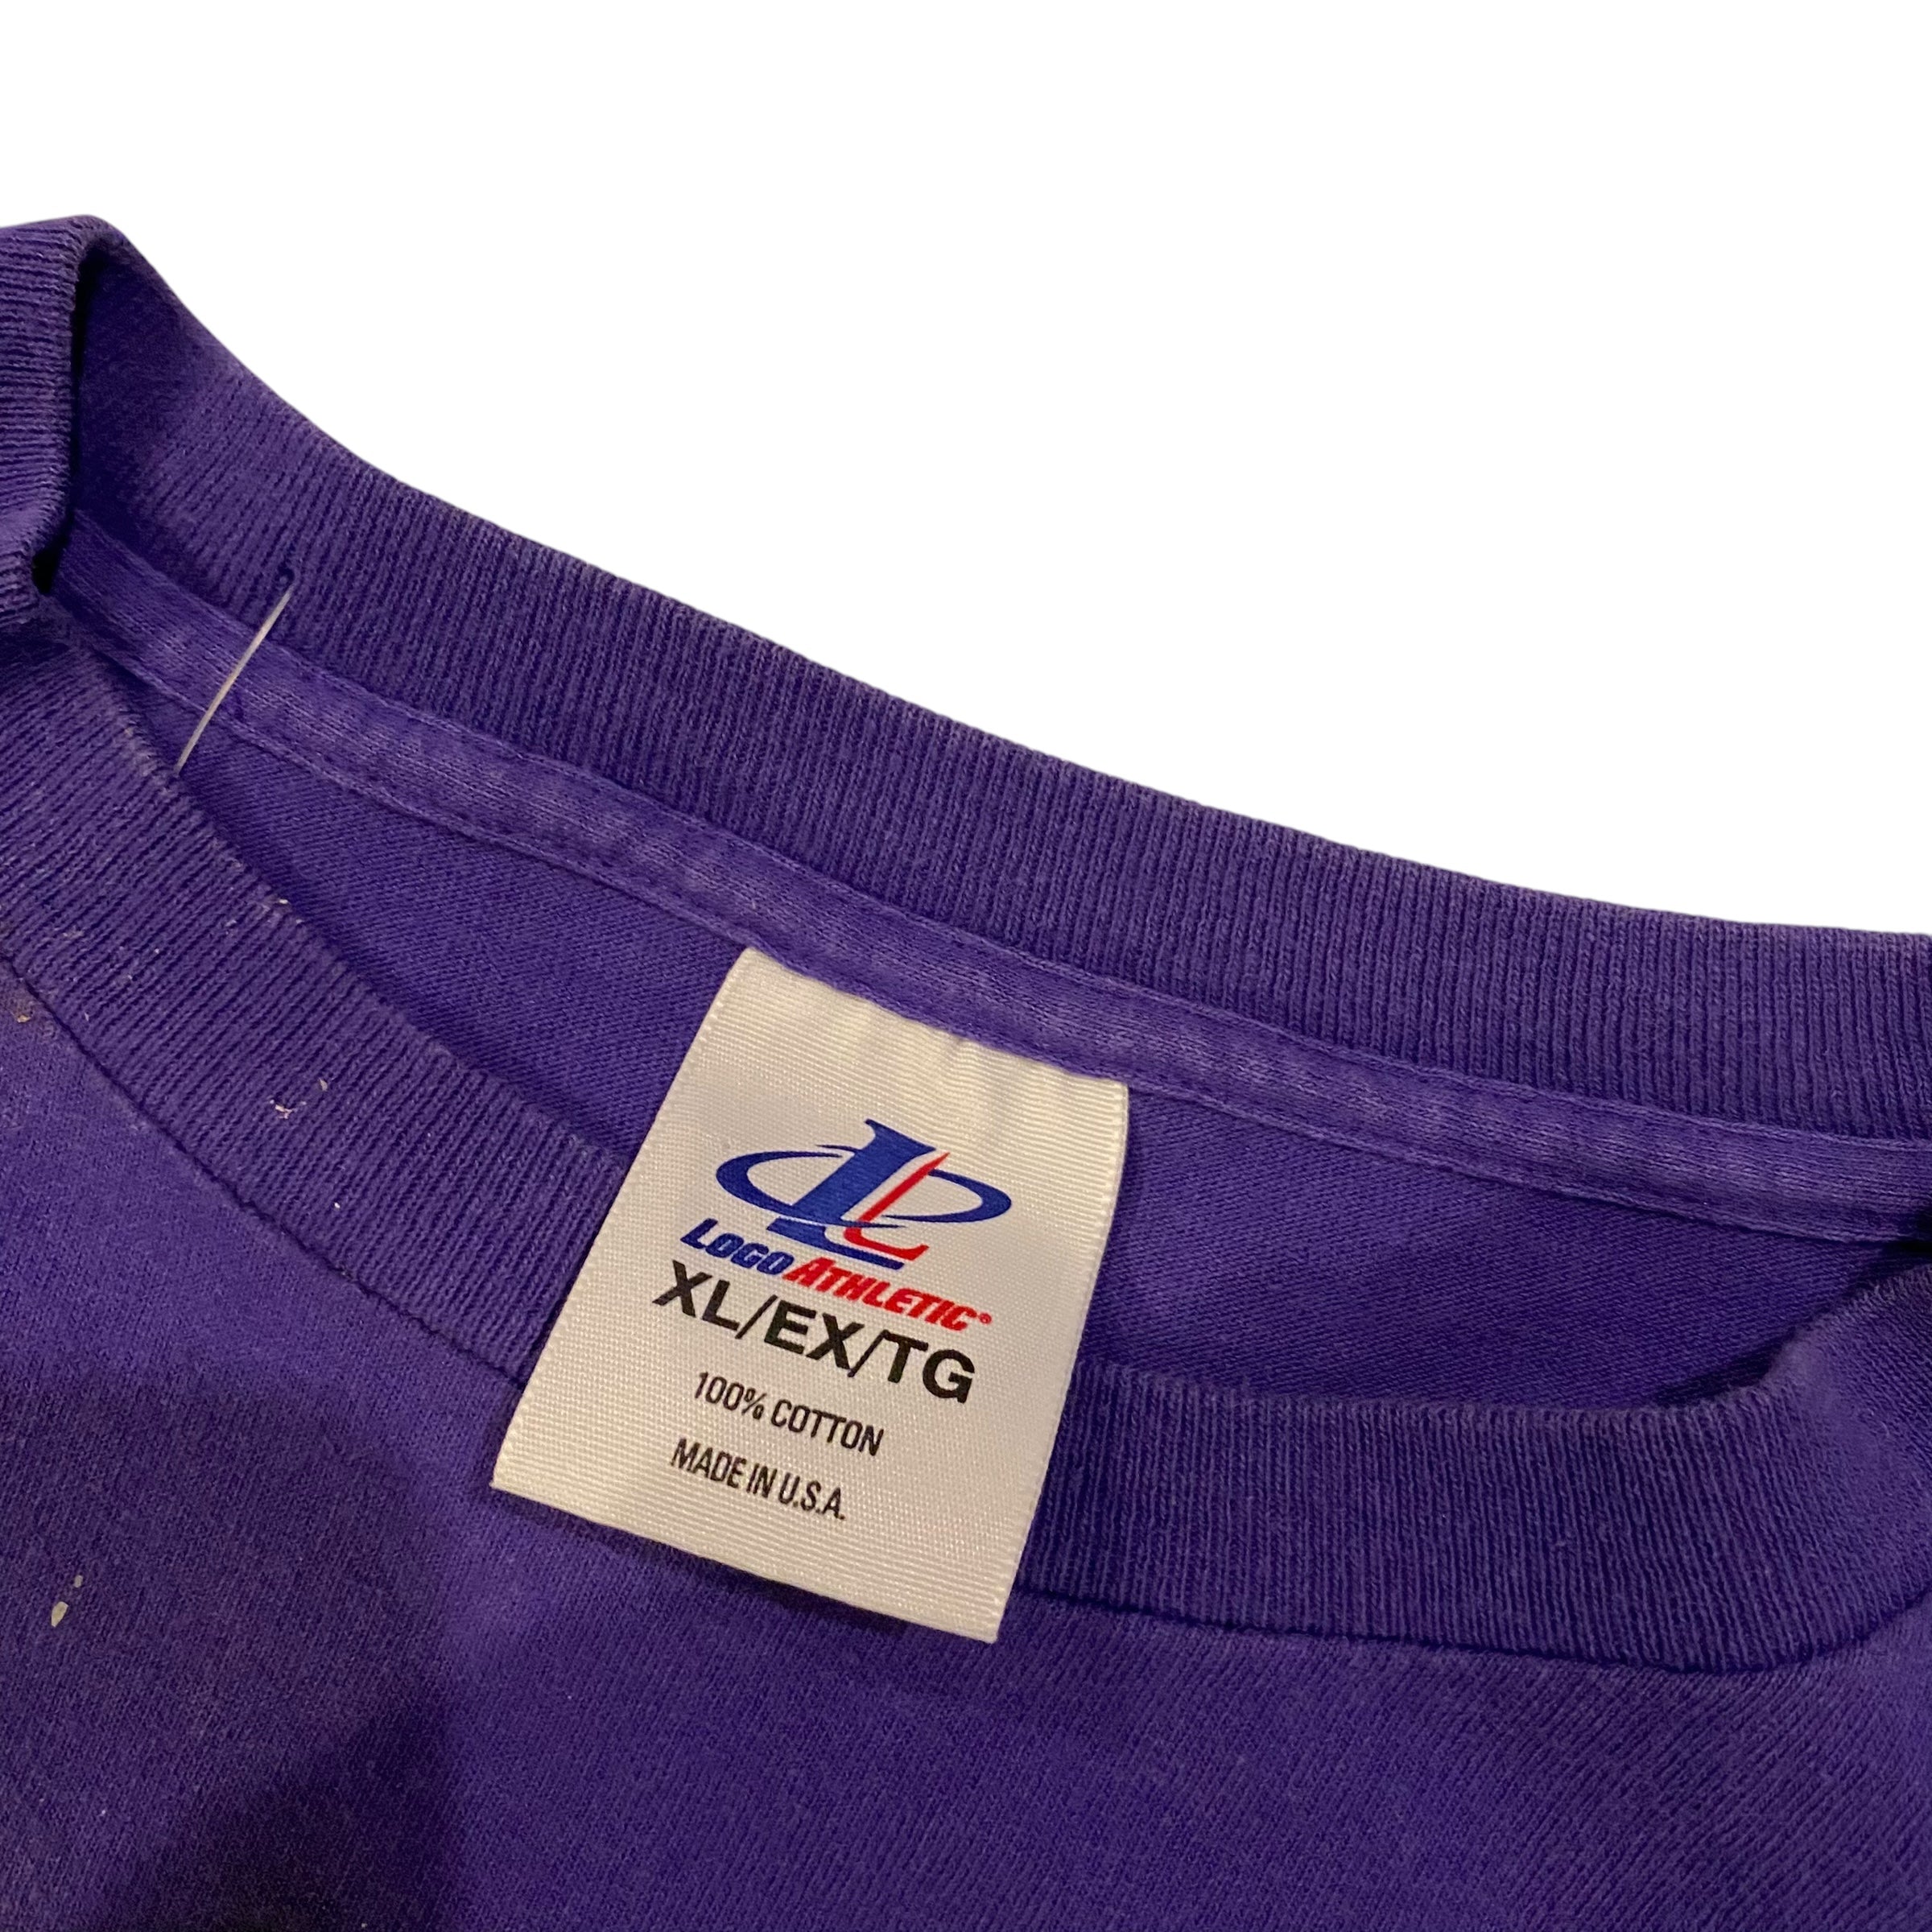 LOGO ATHLETIC®
XL/EX/TG
100% COTTON
MADE IN U.S.A.